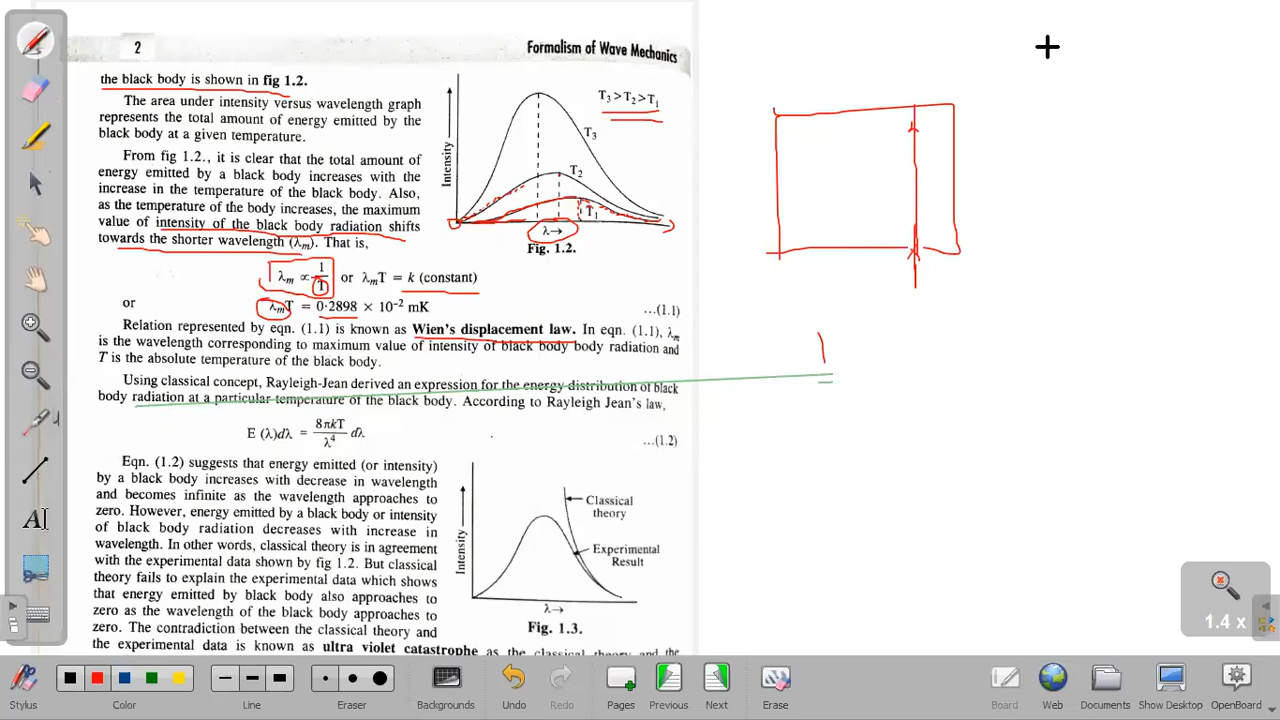 2
Formalism of Wave Mechanics
the black body is shown in fig 1.2.
The area under intensity versus wavelength graph
represents the total amount of energy emitted by the
black body at a given temperature.
From fig 1.2., it is clear that the total amount of
energy emitted by a black body increases with the
increase in the temperature of the black body. Also,
as the temperature of the body increases, the maximum
value of intensity of the black body radiation shifts
towards the shorter wavelength (λm). That is,
Intensity
T3>T2>T1
T3
T2
T1
λ→
Fig. 1.2.
λm ∝ 1/T or λmT = k (constant)
or λmT = 0·2898 × 10-2 mK ...(1.1)
Relation represented by eqn. (1.1) is known as Wien's displacement law. In eqn. (1.1), λm
is the wavelength corresponding to maximum value of intensity of black body body radiation and
T is the absolute temperature of the black body.
Using classical concept, Rayleigh-Jean derived an expression for the energy distribution of black
body radiation at a particular temperature of the black body. According to Rayleigh Jean's law,
E (λ)dλ = 8πkT/λ4 dλ ...(1.2)
Eqn. (1.2) suggests that energy emitted (or intensity)
by a black body increases with decrease in wavelength
and becomes infinite as the wavelength approaches to
zero. However, energy emitted by a black body or intensity
of black body radiation decreases with increase in
wavelength. In other words, classical theory is in agreement
with the experimental data shown by fig 1.2. But classical
theory fails to explain the experimental data which shows
that energy emitted by black body also approaches to
zero as the wavelength of the black body approaches to
zero. The contradiction between the classical theory and
the experimental data is known as ultra violet catastrophe as the classical theory and the
Intensity
Classical
theory
Experimental
Result
λ→
Fig. 1.3.
1.4 x
Stylus
Color
Line
Eraser
Backgrounds
Undo
Redo
Pages
Previous
Next
Erase
Board
Web
Documents
Show Desktop
OpenBoard